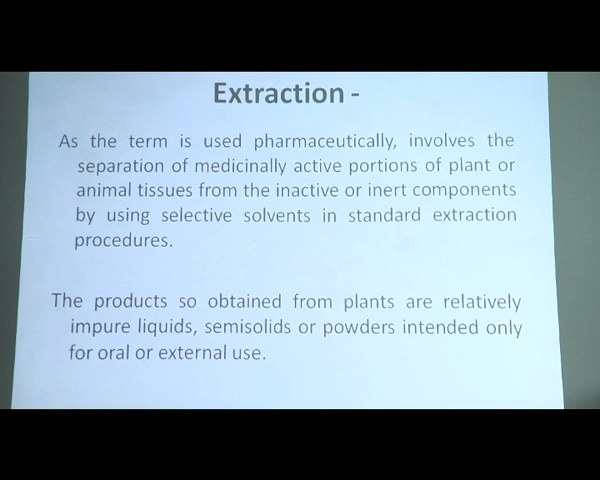 Extraction -
As the term is used pharmaceutically, involves the
separation of medicinally active portions of plant or
animal tissues from the inactive or inert components
by using selective solvents in standard extraction
procedures.
The products so obtained from plants are relatively
impure liquids, semisolids or powders intended only
for oral or external use.